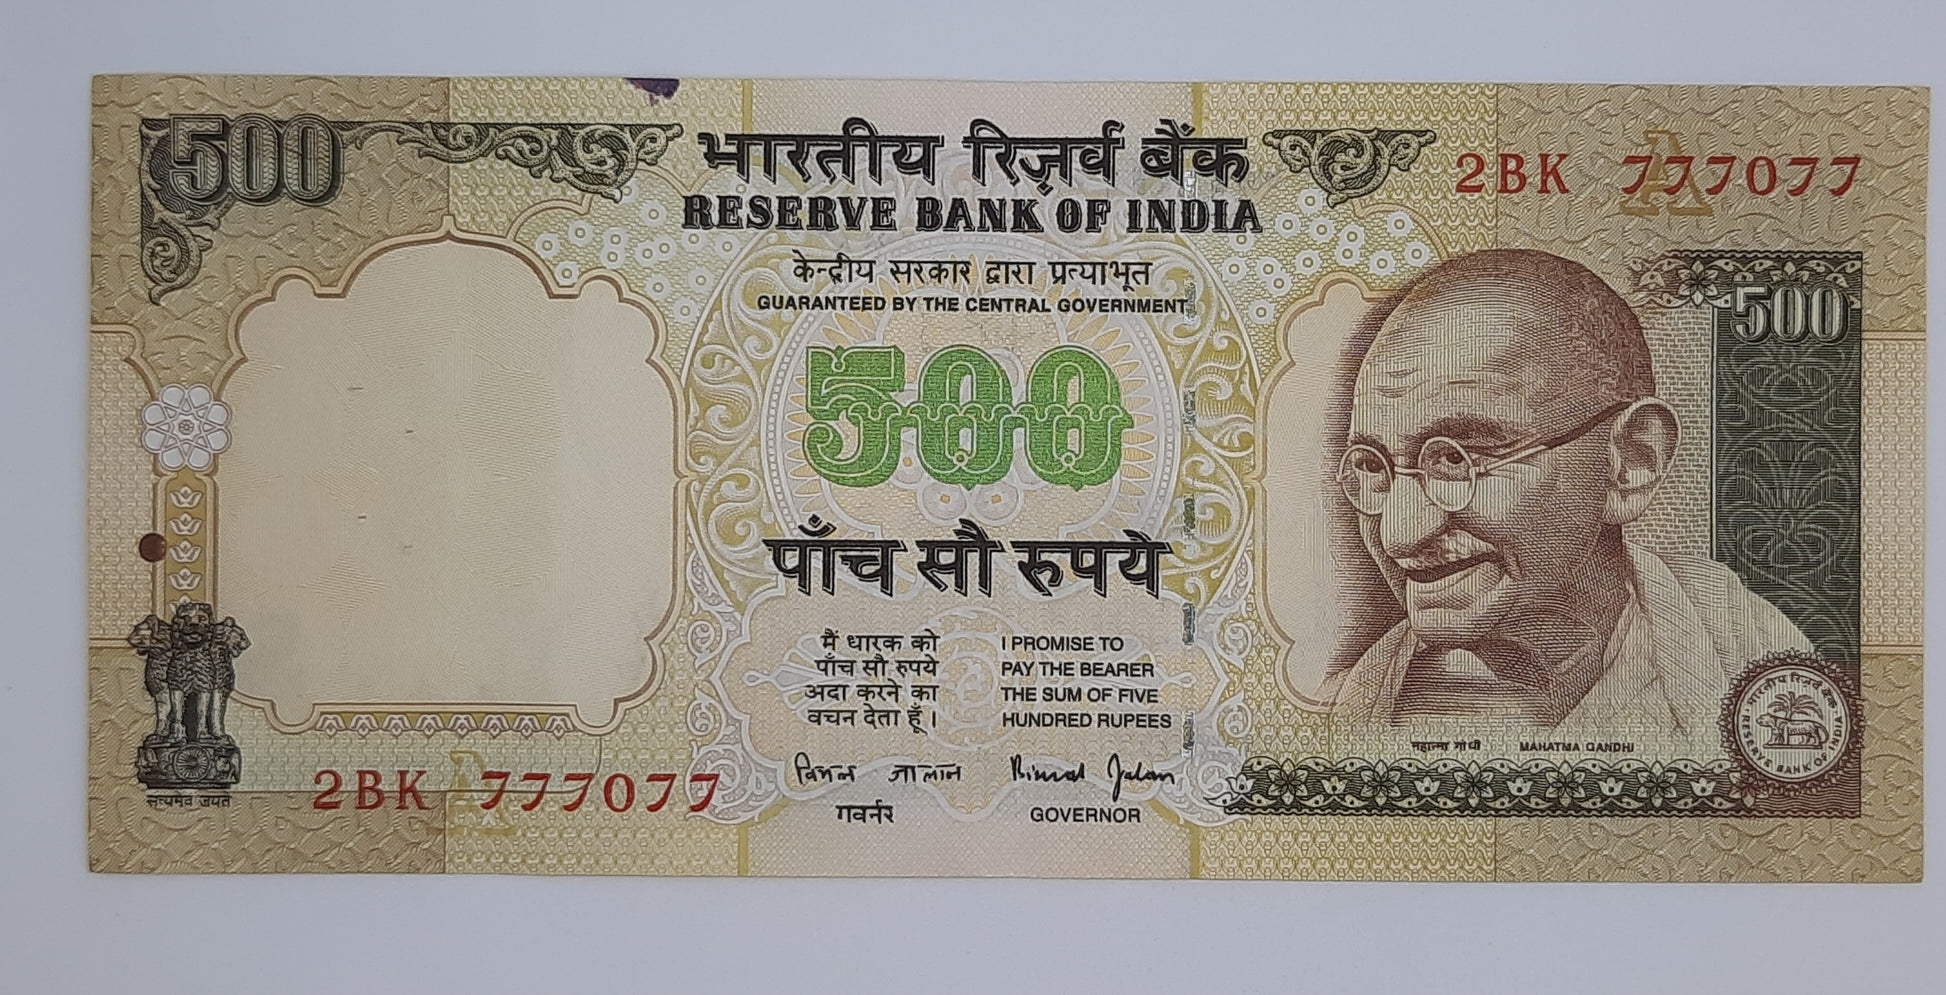 500
भारतीय रिज़र्व बैंक
RESERVE BANK OF INDIA
2BK 777077
A
केन्द्रीय सरकार द्वारा प्रत्याभूत
GUARANTEED BY THE CENTRAL GOVERNMENT
500
500
पाँच सौ रुपये
मैं धारक को
पाँच सौ रुपये
अदा करने का
वचन देता हूँ।
I PROMISE TO
PAY THE BEARER
THE SUM OF FIVE
HUNDRED RUPEES
विमल जालान
Bimal Jalan
गवर्नर
GOVERNOR
महात्मा गांधी
MAHATMA GANDHI
भारतीय रिज़र्व बैंक
RESERVE BANK OF INDIA
सत्यमेव जयते
2BK 777077
A